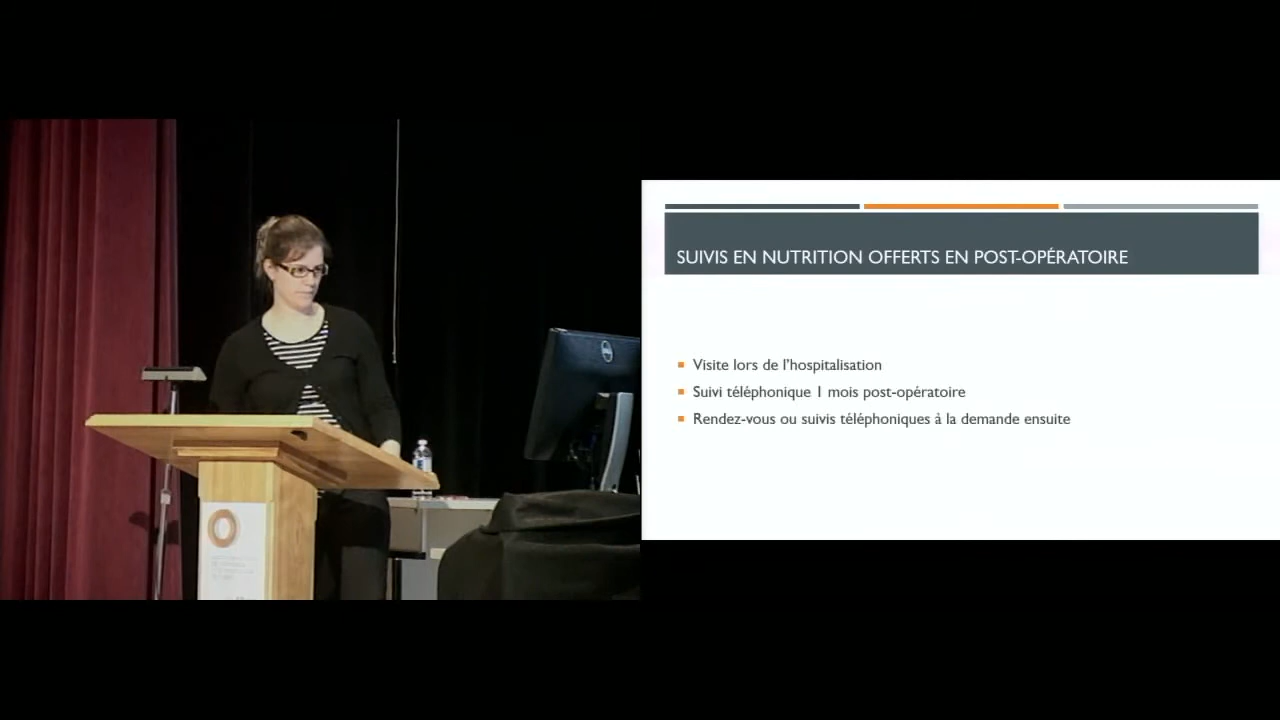 SUIVIS EN NUTRITION OFFERTS EN POST-OPÉRATOIRE
Visite lors de l'hospitalisation
Suivi téléphonique 1 mois post-opératoire
Rendez-vous ou suivis téléphoniques à la demande ensuite